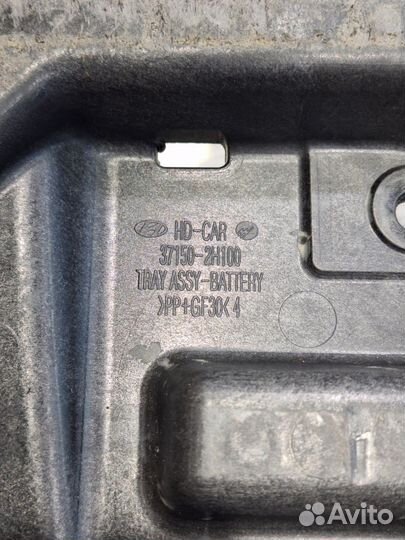 HD-CAR
37150-2H100
TRAY ASSY-BATTERY
>PP+GF30< 4
Avito